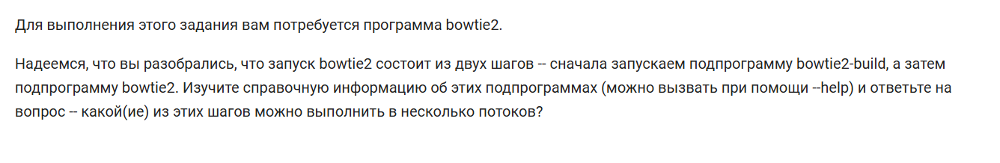 Для выполнения этого задания вам потребуется программа bowtie2.
Надеемся, что вы разобрались, что запуск bowtie2 состоит из двух шагов -- сначала запускаем подпрограмму bowtie2-build, а затем
подпрограмму bowtie2. Изучите справочную информацию об этих подпрограммах (можно вызвать при помощи --help) и ответьте на
вопрос -- какой(ие) из этих шагов можно выполнить в несколько потоков?